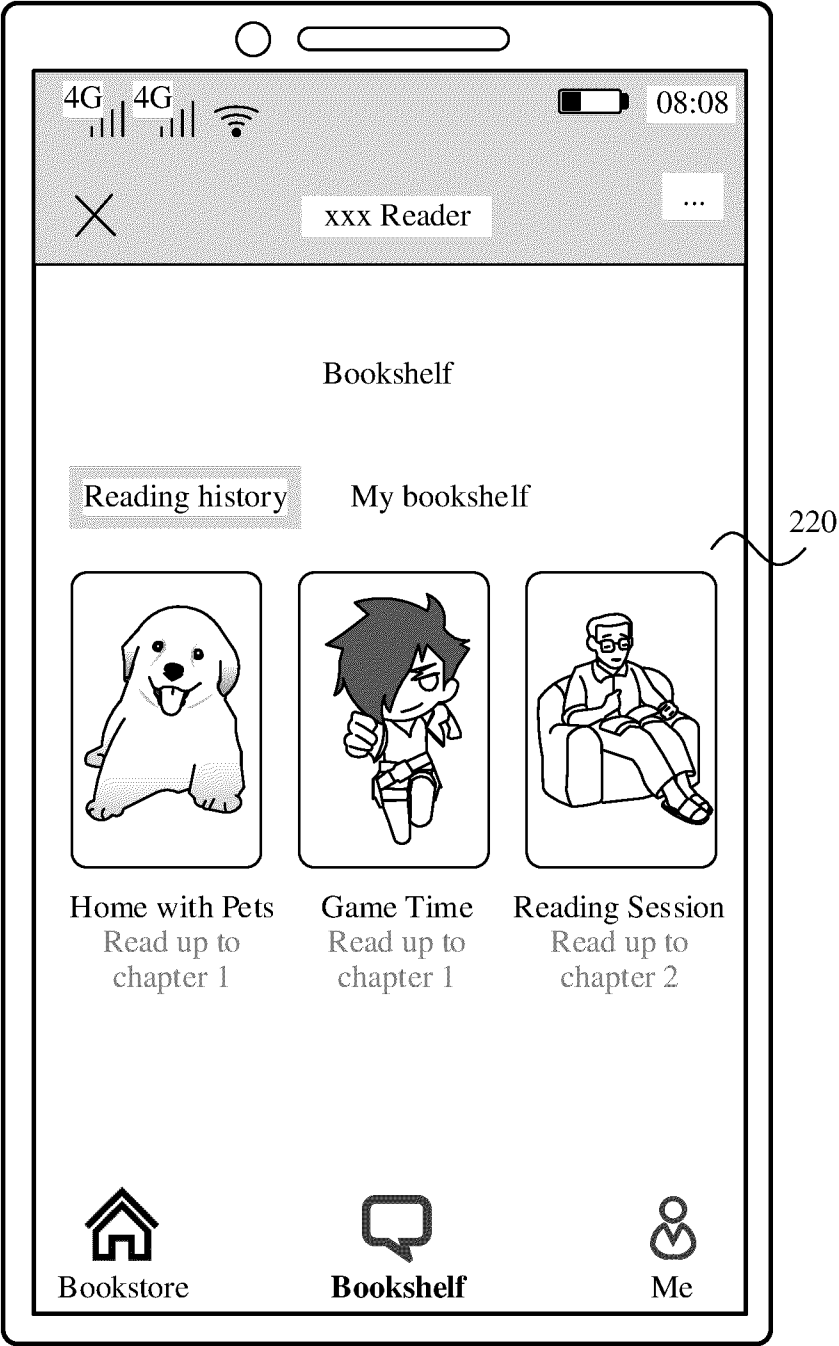 4G 4G 08:08
xxx Reader ...
Bookshelf
Reading history My bookshelf
220
Home with Pets Game Time Reading Session
Read up to Read up to Read up to
chapter 1 chapter 1 chapter 2
Bookstore Bookshelf Me